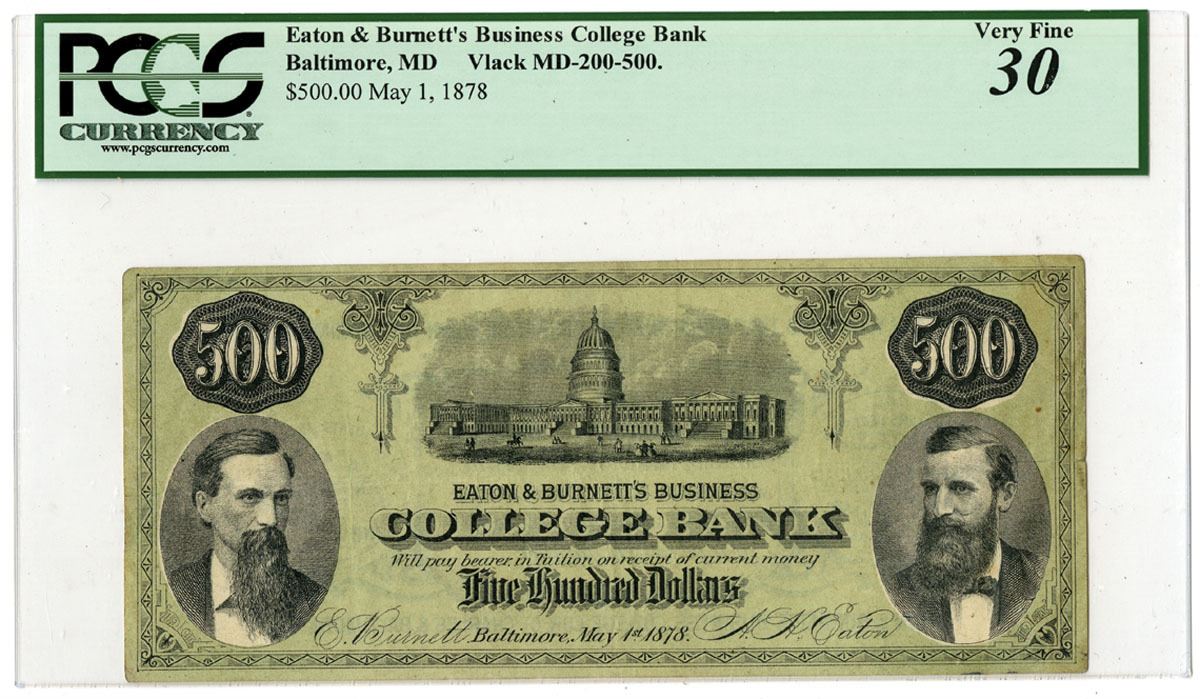 PCGS
CURRENCY
www.pcgscurrency.com
Eaton & Burnett's Business College Bank
Baltimore, MD Vlack MD-200-500.
$500.00 May 1, 1878
Very Fine
30
500
500
EATON & BURNETT'S BUSINESS
COLLEGE BANK
Will pay bearer, in Tuition on receipt of current money
Five Hundred Dollars
E. Burnett Baltimore, May 1st 1878. A. H. Eaton